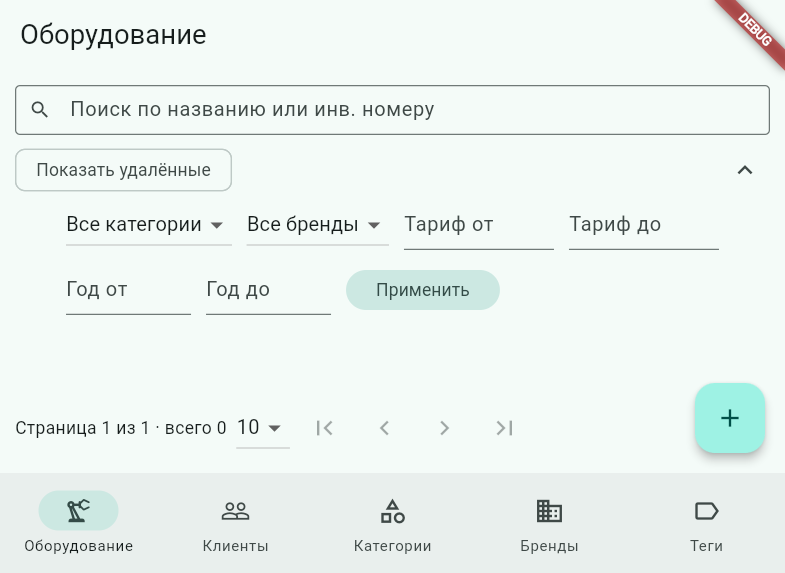 Оборудование
DEBUG
Поиск по названию или инв. номеру
Показать удалённые
Все категории Все бренды Тариф от Тариф до
Год от Год до Применить
Страница 1 из 1 · всего 0 10
Оборудование Клиенты Категории Бренды Теги